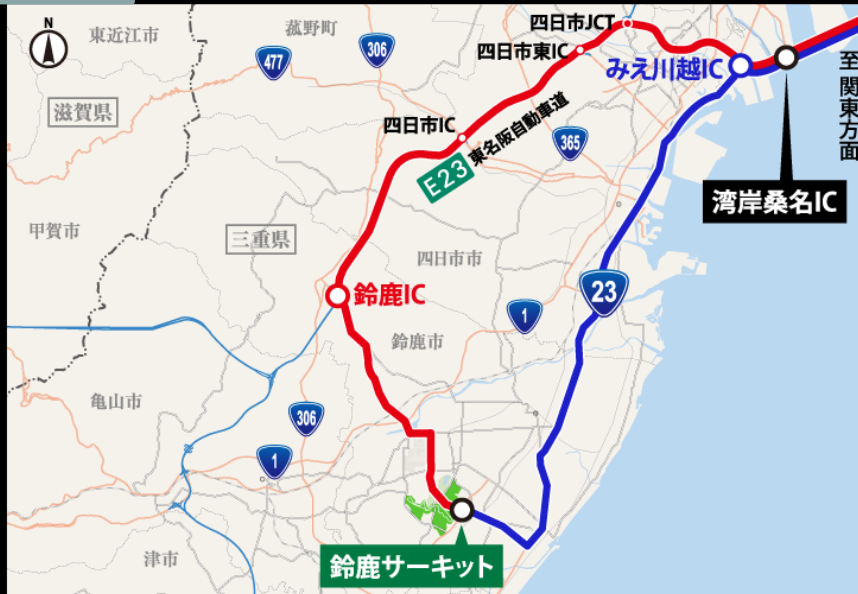 N
東近江市
菰野町
306
477
四日市JCT
四日市東IC
みえ川越IC
至
関
東
方
面
滋賀県
四日市IC
東名阪自動車道
E23
365
湾岸桑名IC
甲賀市
三重県
四日市市
鈴鹿IC
23
1
鈴鹿市
亀山市
306
1
津市
鈴鹿サーキット